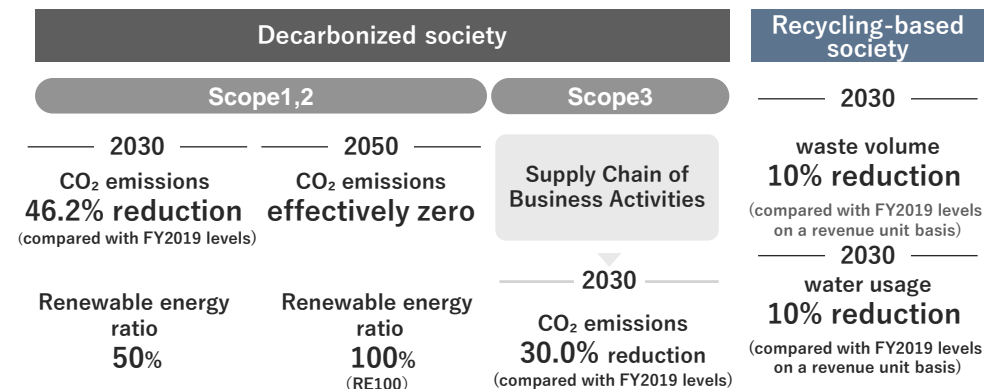 Decarbonized society
Scope1,2
2030
CO₂ emissions
46.2% reduction
(compared with FY2019 levels)
Renewable energy
ratio
50%
2050
CO₂ emissions
effectively zero
Renewable energy
ratio
100%
(RE100)
Scope3
Supply Chain of
Business Activities
2030
CO₂ emissions
30.0% reduction
(compared with FY2019 levels)
Recycling-based
society
2030
waste volume
10% reduction
(compared with FY2019 levels
on a revenue unit basis)
2030
water usage
10% reduction
(compared with FY2019 levels
on a revenue unit basis)